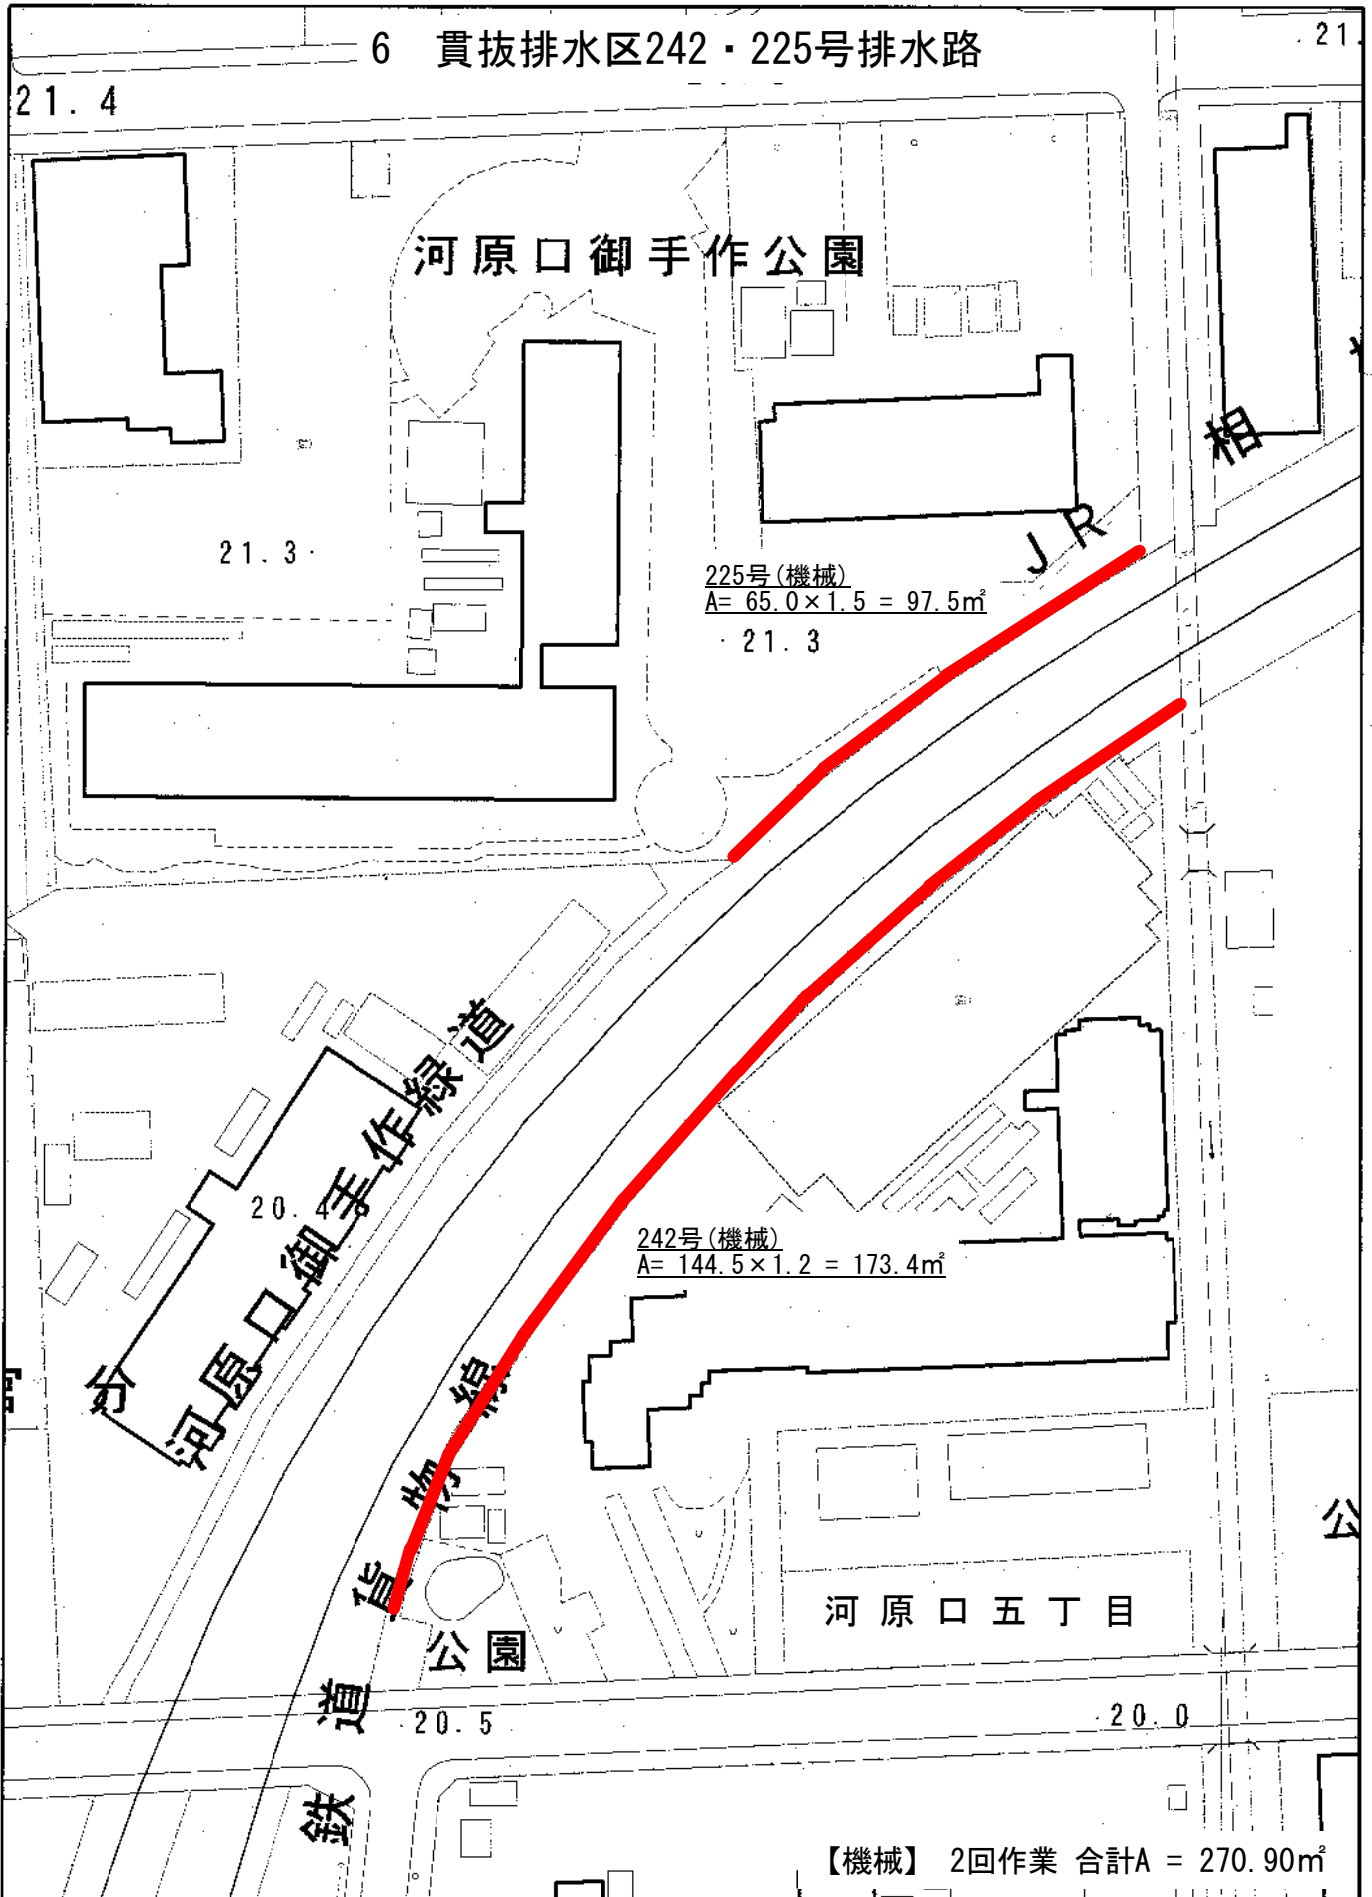 6 貫抜排水区242・225号排水路
21.4
21.
河原口御手作公園
相
JR
21.3
225号(機械)
A= 65.0×1.5 = 97.5㎡
21.3
河原口御手作緑道
20.4
242号(機械)
A= 144.5×1.2 = 173.4㎡
分
鉄道貨物線
公
河原口五丁目
公園
20.5
20.0
【機械】 2回作業 合計A = 270.90㎡